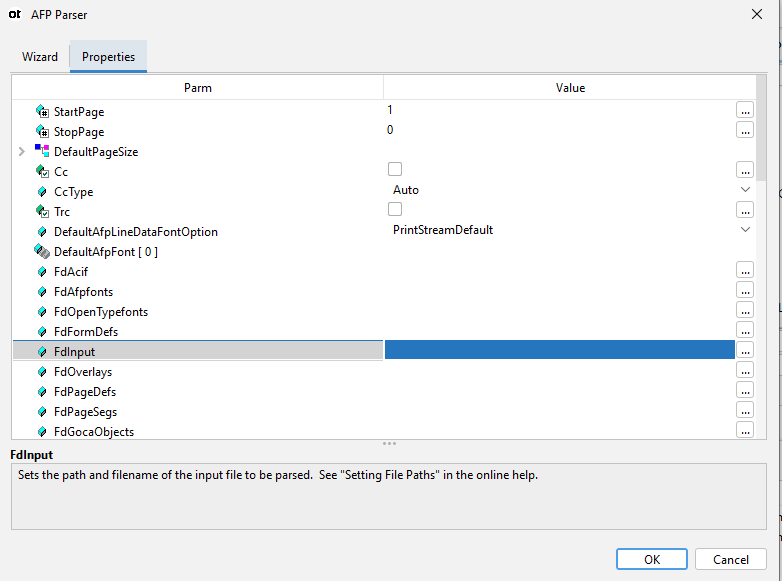 ot AFP Parser
Wizard Properties
Parm Value
StartPage 1 ...
StopPage 0 ...
DefaultPageSize
Cc ...
CcType Auto
Trc ...
DefaultAfpLineDataFontOption PrintStreamDefault
DefaultAfpFont [ 0 ]
FdAcif ...
FdAfpfonts ...
FdOpenTypefonts ...
FdFormDefs ...
FdInput ...
FdOverlays ...
FdPageDefs ...
FdPageSegs ...
FdGocaObjects ...
FdInput
Sets the path and filename of the input file to be parsed.  See "Setting File Paths" in the online help.
OK Cancel